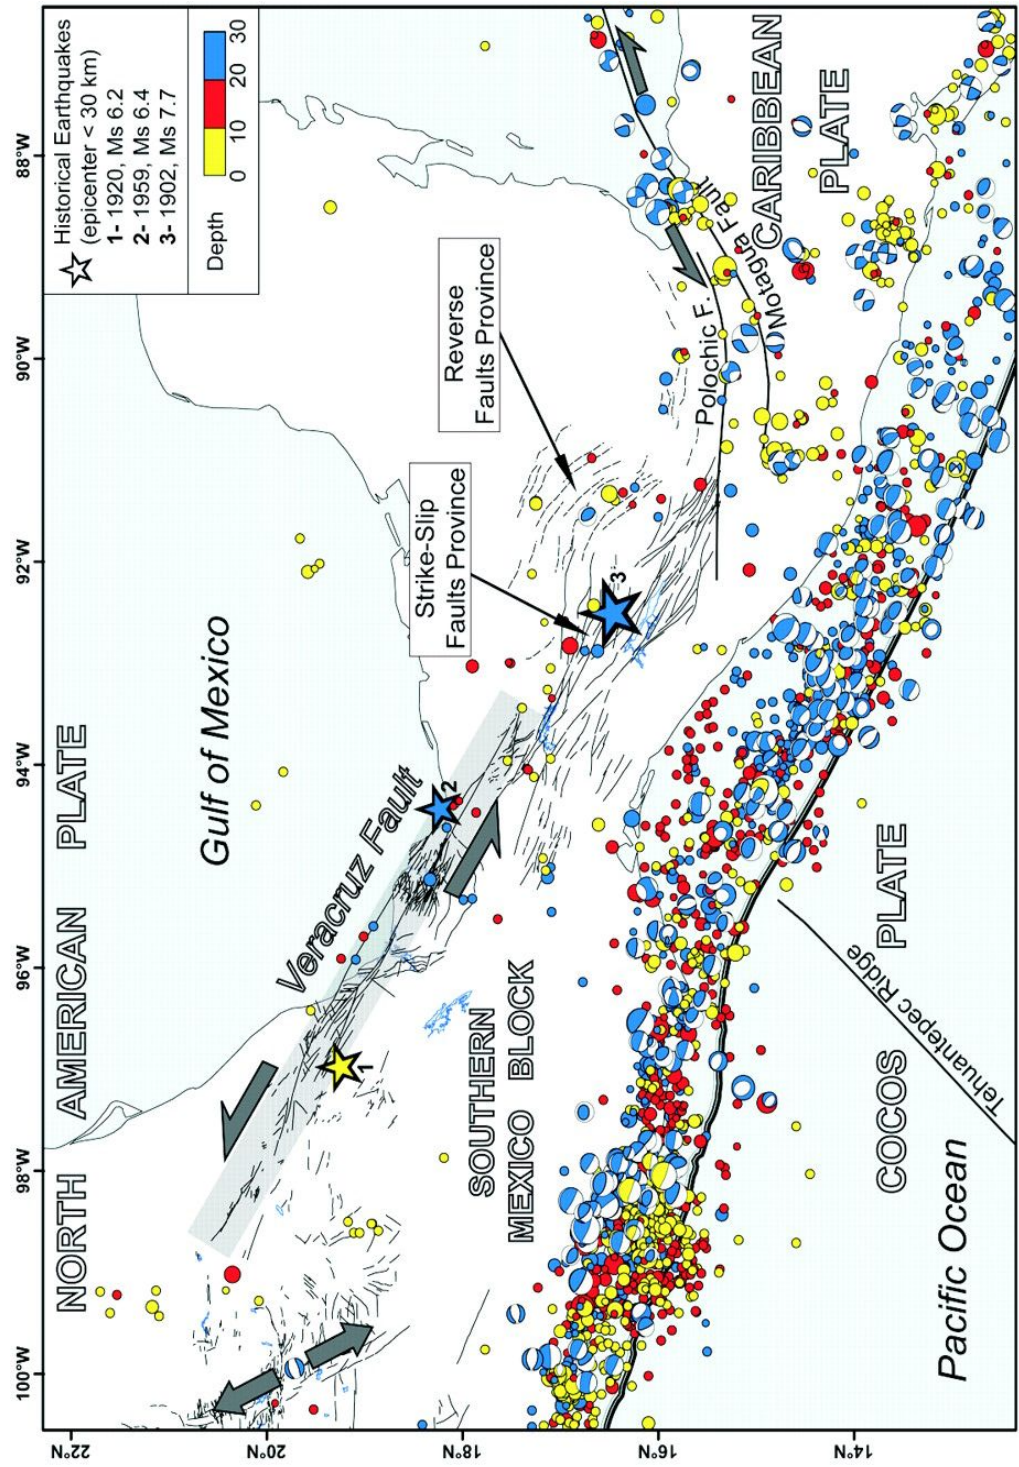 Historical Earthquakes
(epicenter < 30 km)
1- 1920, Ms 6.2
2- 1959, Ms 6.4
3- 1902, Ms 7.7
Depth
0 10 20 30
22°N
20°N
18°N
16°N
14°N
100°W
98°W
96°W
94°W
92°W
90°W
88°W
NORTH AMERICAN PLATE
Gulf of Mexico
Veracruz Fault
1
2
3
Strike-Slip
Faults Province
Reverse
Faults Province
SOUTHERN
MEXICO BLOCK
Polochic F.
Motagua Fault
CARIBBEAN
PLATE
COCOS PLATE
Tehuantepec Ridge
Pacific Ocean